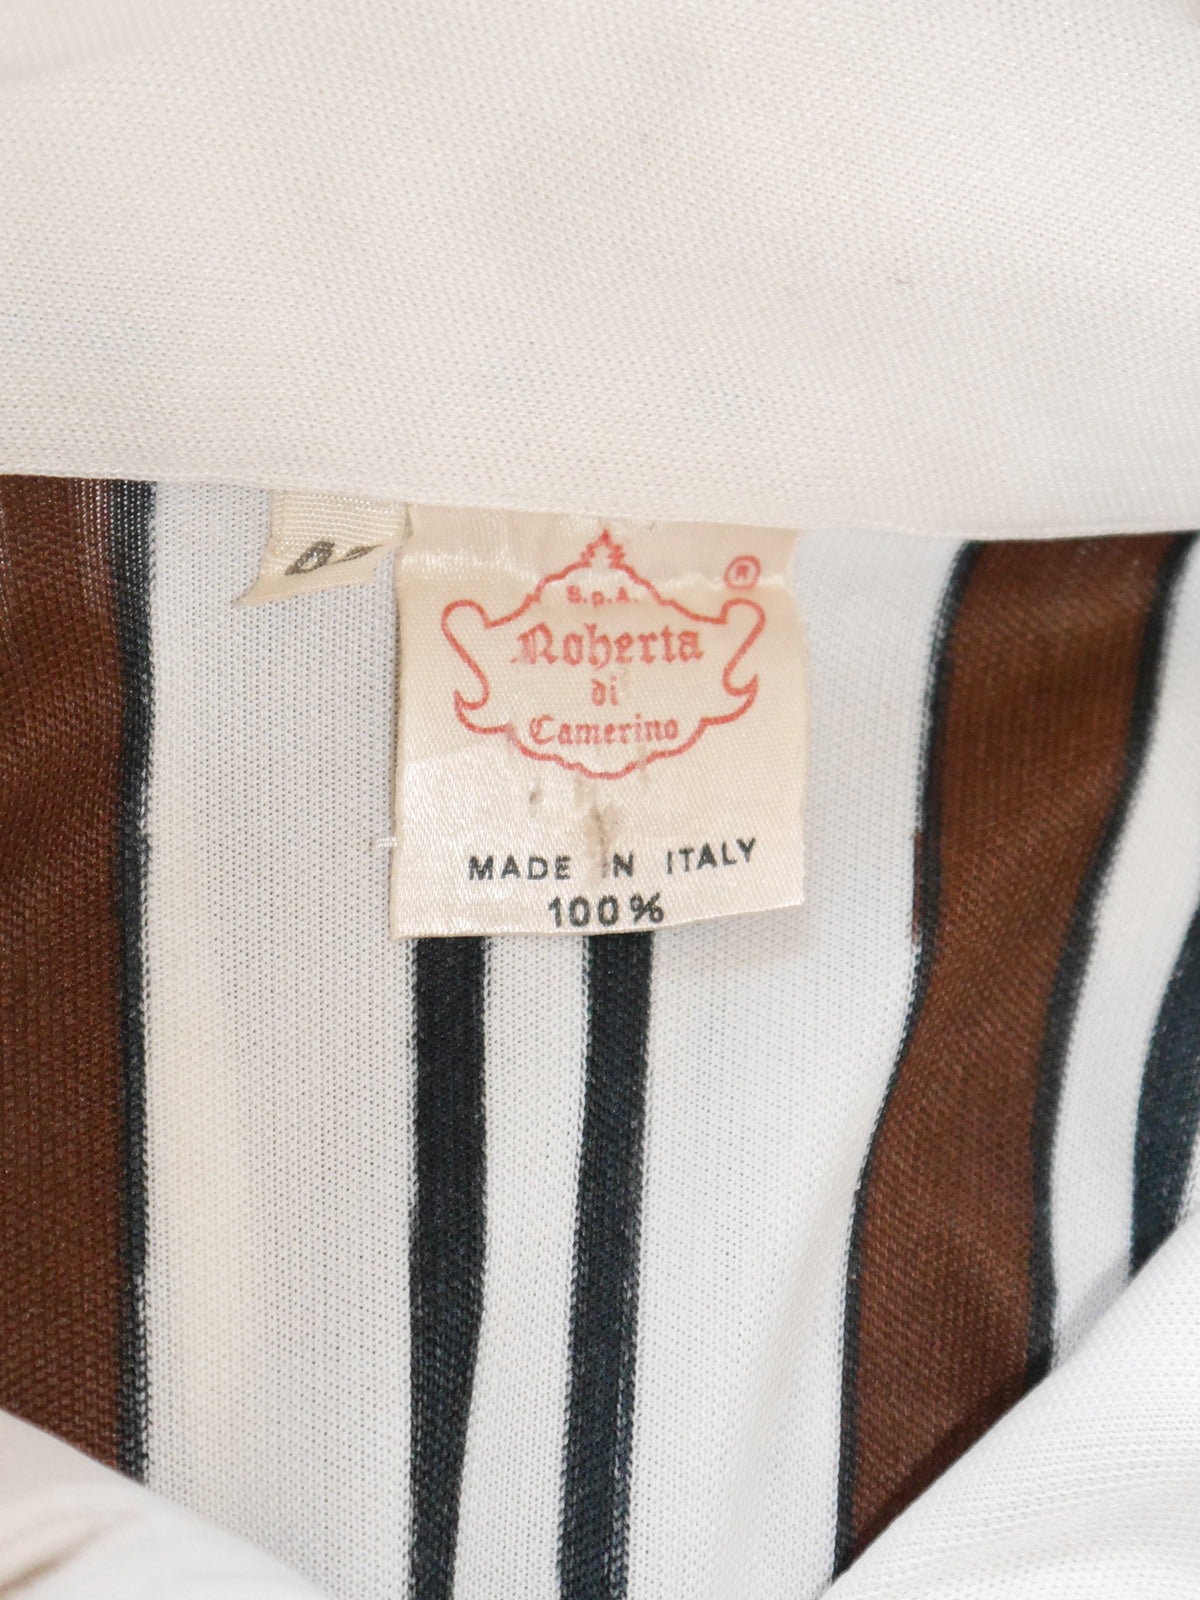 ®
S.p.A.
Roberta
di
Camerino
MADE IN ITALY
100%